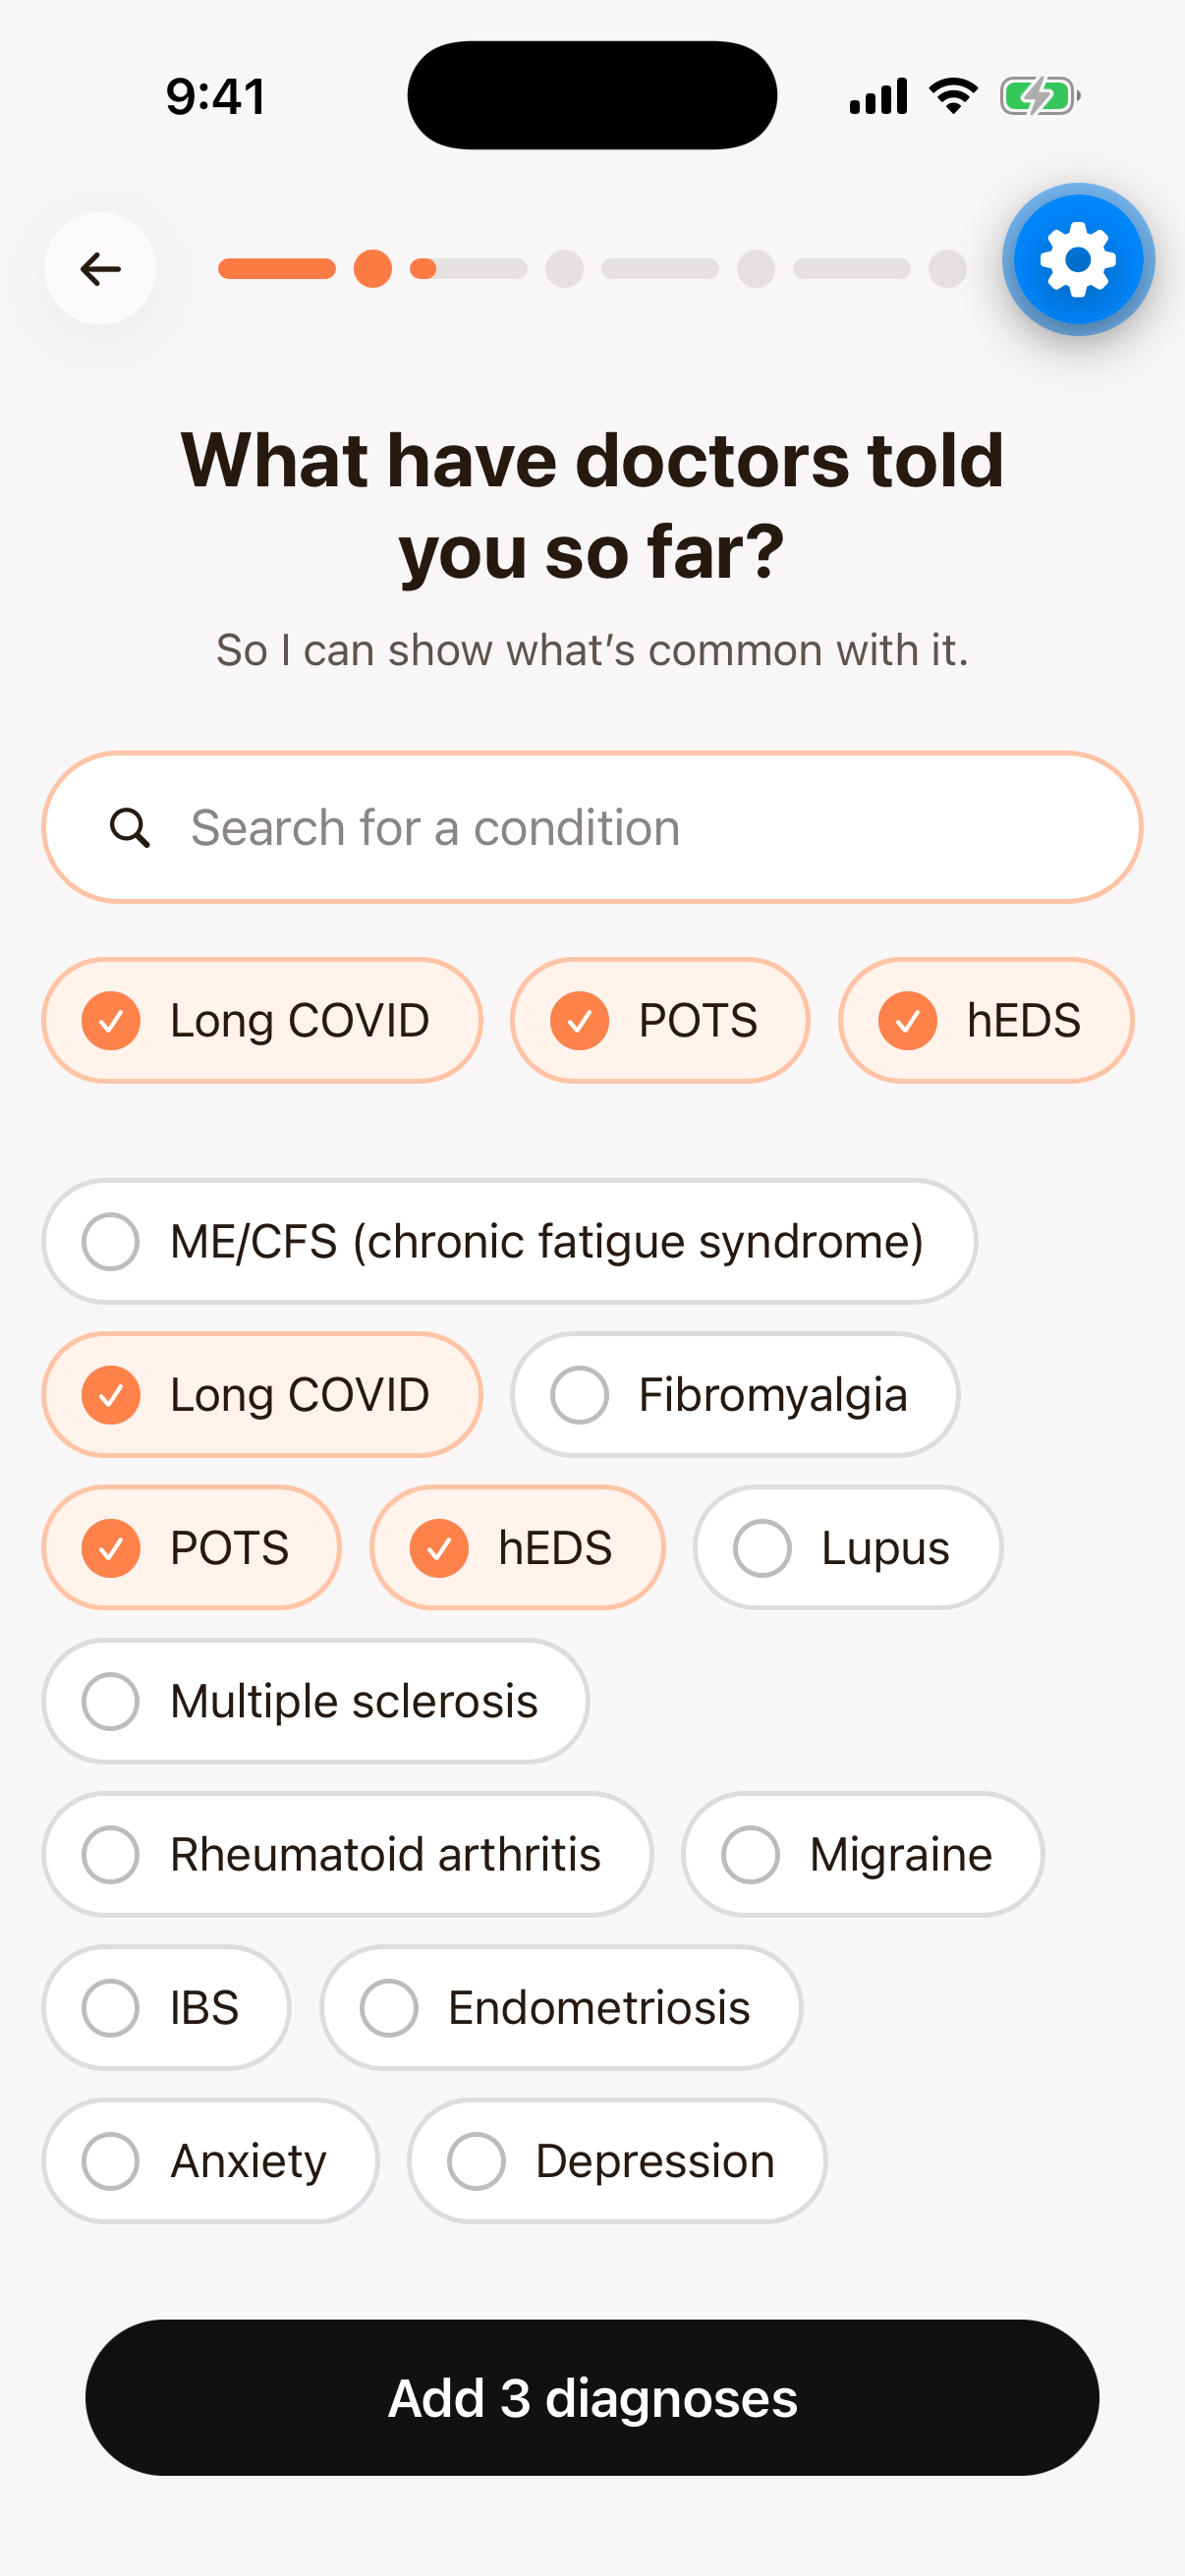 9:41
What have doctors told
you so far?
So I can show what’s common with it.
Search for a condition
Long COVID POTS hEDS
ME/CFS (chronic fatigue syndrome)
Long COVID Fibromyalgia
POTS hEDS Lupus
Multiple sclerosis
Rheumatoid arthritis Migraine
IBS Endometriosis
Anxiety Depression
Add 3 diagnoses